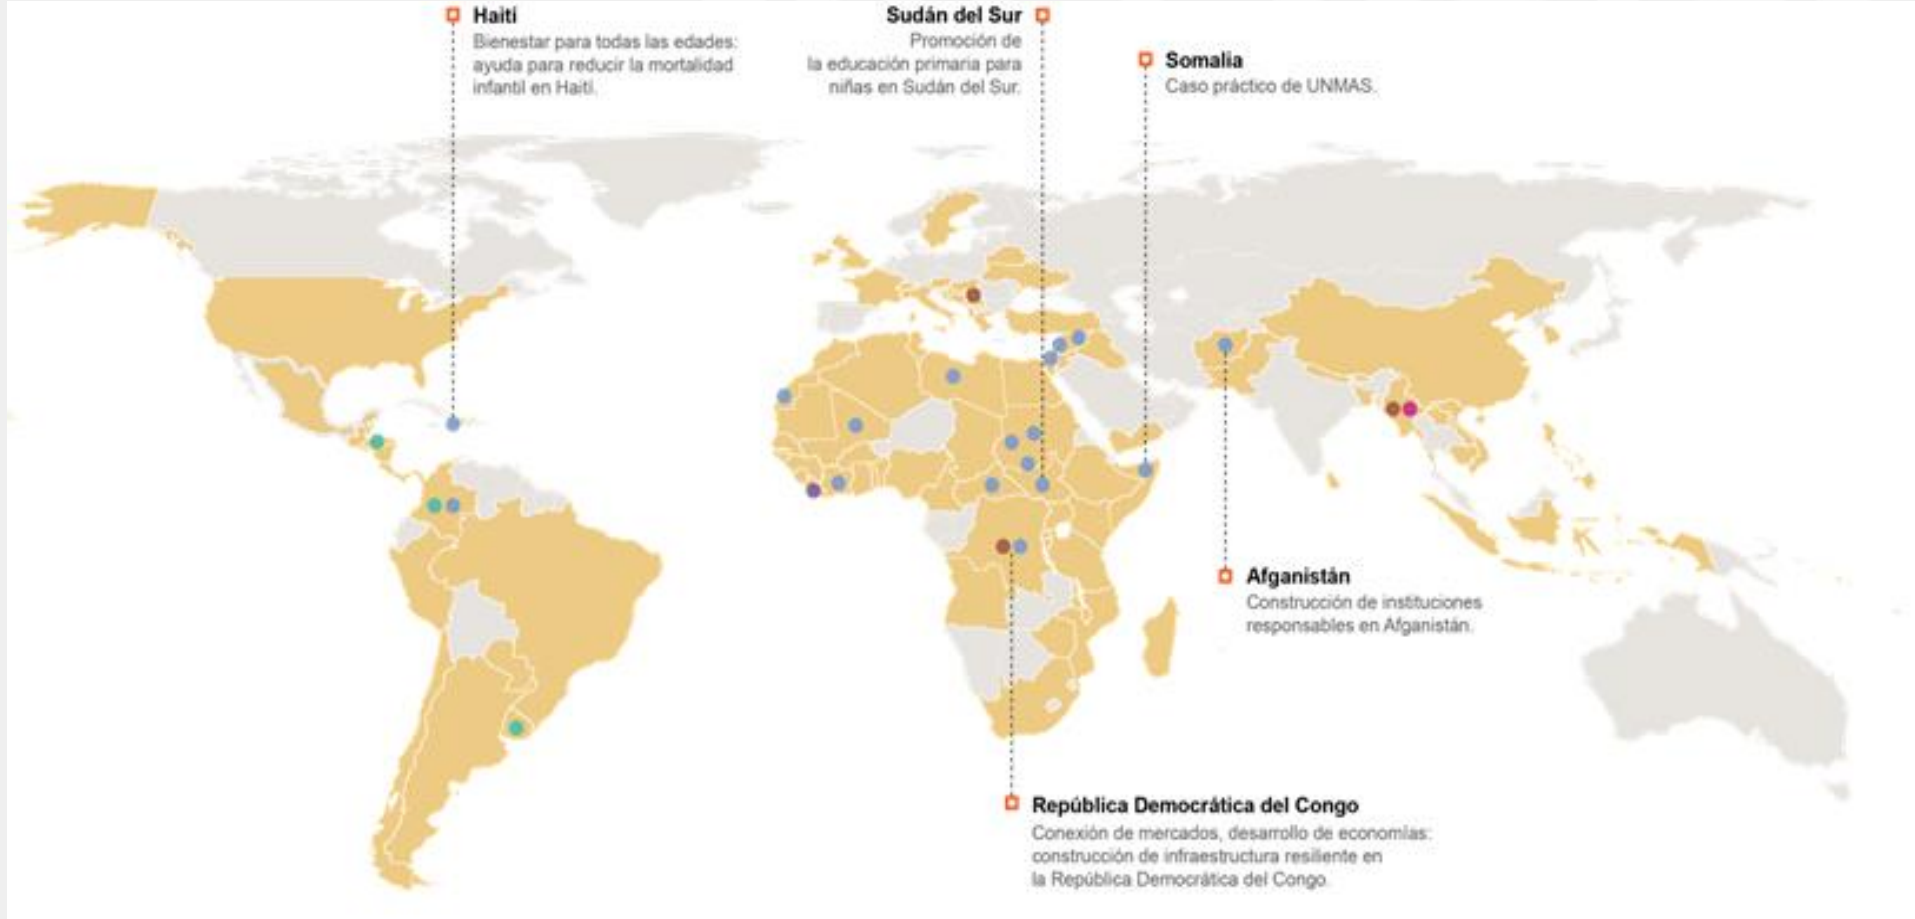 Haití
Bienestar para todas las edades:
ayuda para reducir la mortalidad
infantil en Haití.
Sudán del Sur
Promoción de
la educación primaria para
niñas en Sudán del Sur.
Somalia
Caso práctico de UNMAS.
Afganistán
Construcción de instituciones
responsables en Afganistán.
República Democrática del Congo
Conexión de mercados, desarrollo de economías:
construcción de infraestructura resiliente en
la República Democrática del Congo.